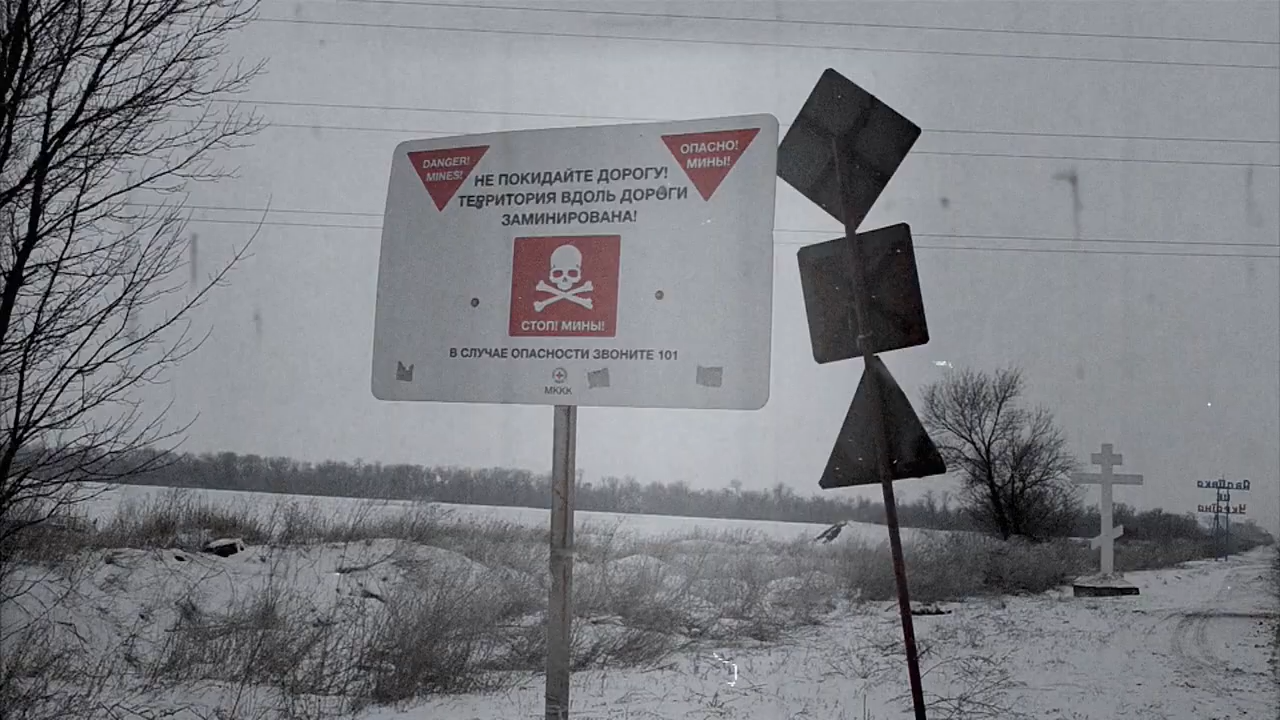 DANGER!
MINES!
ОПАСНО!
МИНЫ!
НЕ ПОКИДАЙТЕ ДОРОГУ!
ТЕРРИТОРИЯ ВДОЛЬ ДОРОГИ
ЗАМИНИРОВАНА!
СТОП! МИНЫ!
В СЛУЧАЕ ОПАСНОСТИ ЗВОНИТЕ 101
МККК